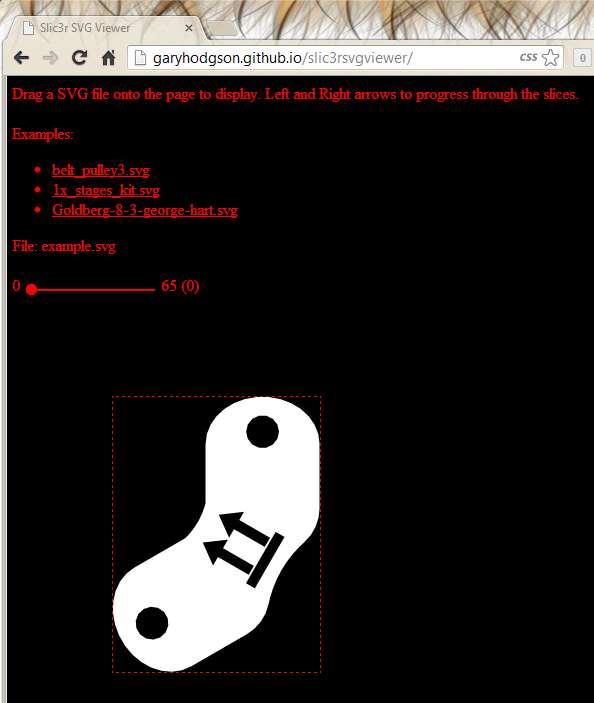 Slic3r SVG Viewer
garyhodgson.github.io/slic3rsvgviewer/
css
0
Drag a SVG file onto the page to display. Left and Right arrows to progress through the slices.
Examples:
belt_pulley3.svg
1x_stages_kit.svg
Goldberg-8-3-george-hart.svg
File: example.svg
0 65 (0)